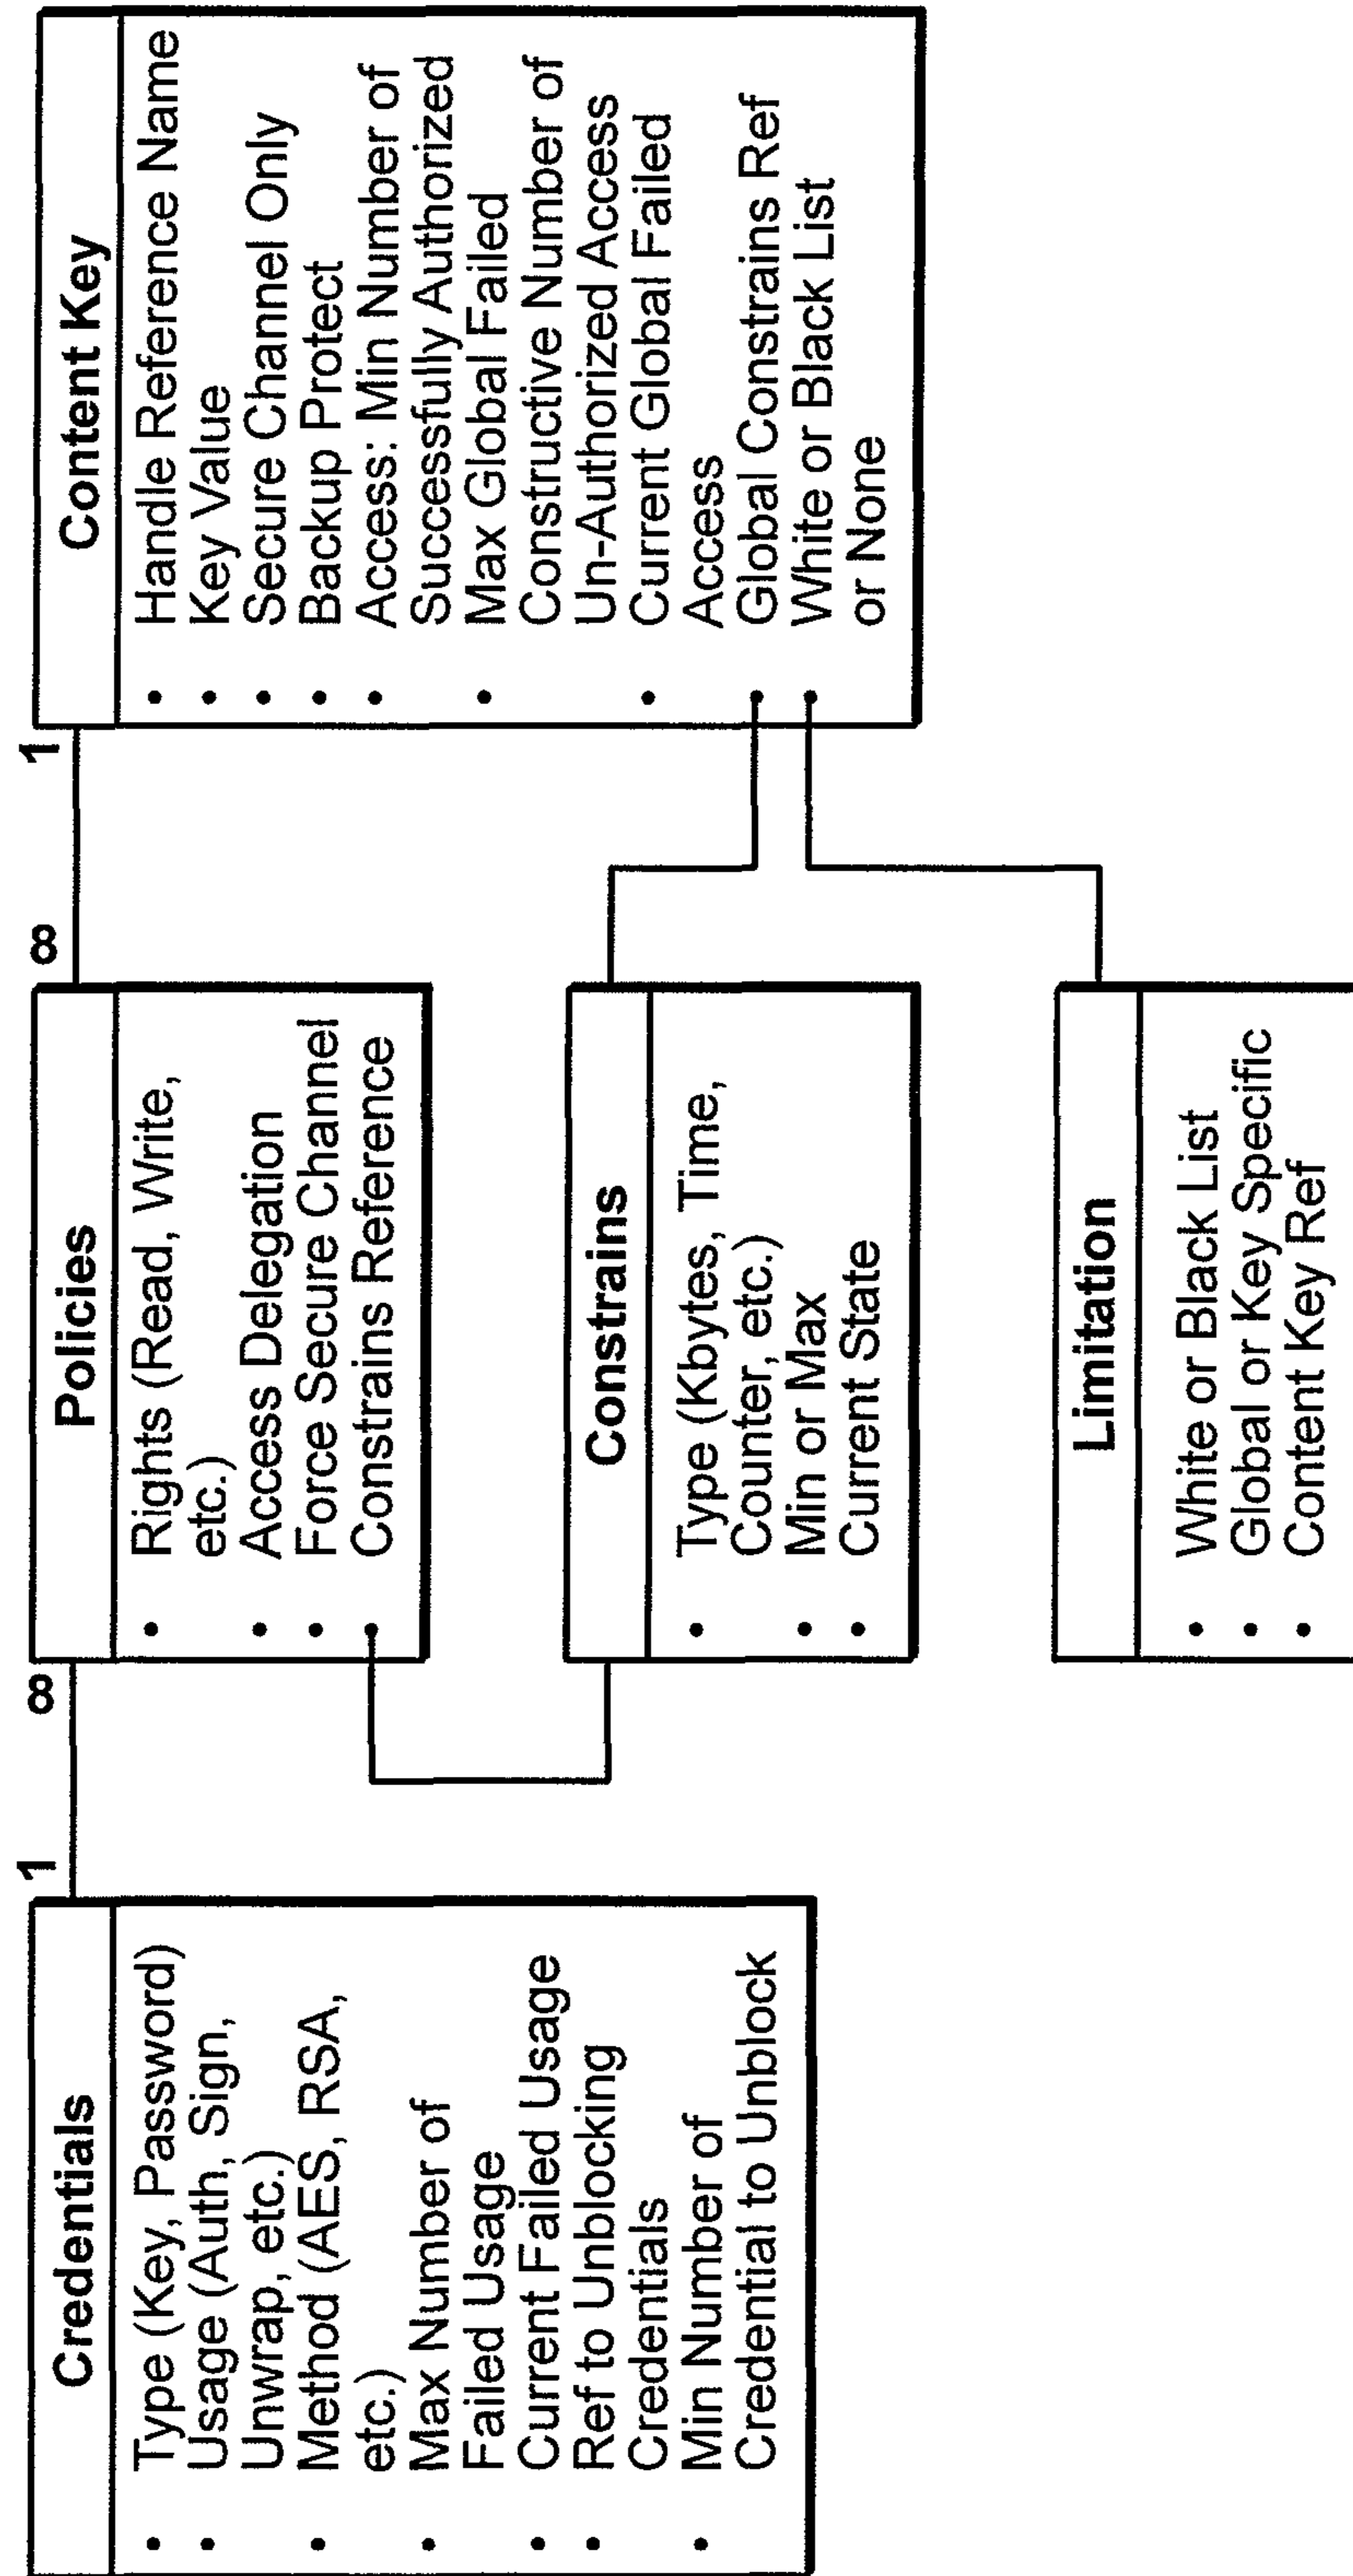 Credentials
• Type (Key, Password)
• Usage (Auth, Sign,
Unwrap, etc.)
• Method (AES, RSA,
etc.)
• Max Number of
Failed Usage
• Current Failed Usage
• Ref to Unblocking
Credentials
• Min Number of
Credential to Unblock
1
8
Policies
• Rights (Read, Write,
etc.)
• Access Delegation
• Force Secure Channel
• Constrains Reference
8
1
Constrains
• Type (Kbytes, Time,
Counter, etc.)
• Min or Max
• Current State
Limitation
• White or Black List
• Global or Key Specific
• Content Key Ref
Content Key
• Handle Reference Name
• Key Value
• Secure Channel Only
• Backup Protect
• Access: Min Number of
Successfully Authorized
• Max Global Failed
Constructive Number of
Un-Authorized Access
• Current Global Failed
Access
• Global Constrains Ref
• White or Black List
or None